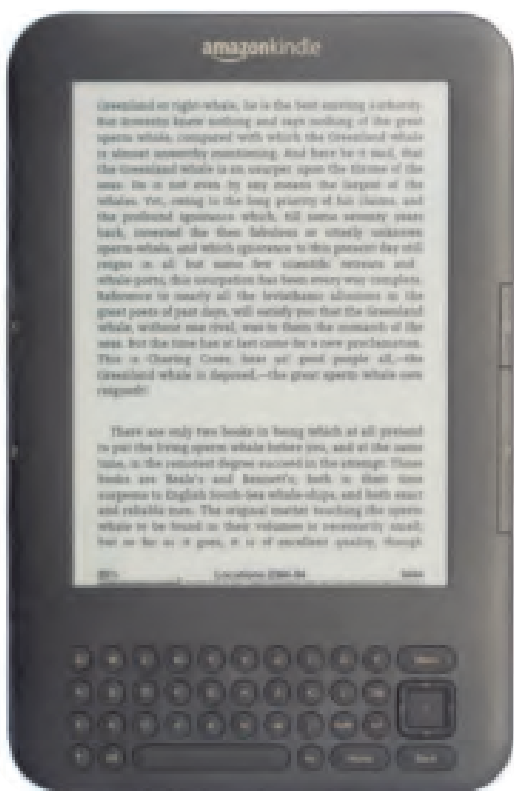 amazonkindle
Greenland or right-whale, he is the best existing authority.
But Scoresby knew nothing and says nothing of the great
sperm whale, compared with which the Greenland whale
is almost unworthy mentioning. And here be it said, that
the Greenland whale is an usurper upon the throne of the
seas. He is not even by any means the largest of the
whales. Yet, owing to the long priority of his claims, and
the profound ignorance which, till some seventy years
back, invested the then fabulous or utterly unknown
sperm-whale, and which ignorance to this present day still
reigns in all but some few scientific retreats and
whale-ports; this usurpation has been every way complete.
Reference to nearly all the leviathanic allusions in the
great poets of past days, will satisfy you that the Greenland
whale, without one rival, was to them the monarch of the
seas. But the time has at last come for a new proclamation.
This is Charing Cross; hear ye! good people all,—the
Greenland whale is deposed,—the great sperm whale now
reigneth!
There are only two books in being which at all pretend
to put the living sperm whale before you, and at the same
time, in the remotest degree succeed in the attempt. Those
books are Beale's and Bennett's; both in their time
surgeons to English South-Sea whale-ships, and both exact
and reliable men. The original matter touching the sperm
whale to be found in their volumes is necessarily small;
but so far as it goes, it is of excellent quality, though
Locations
Menu
Home
Back